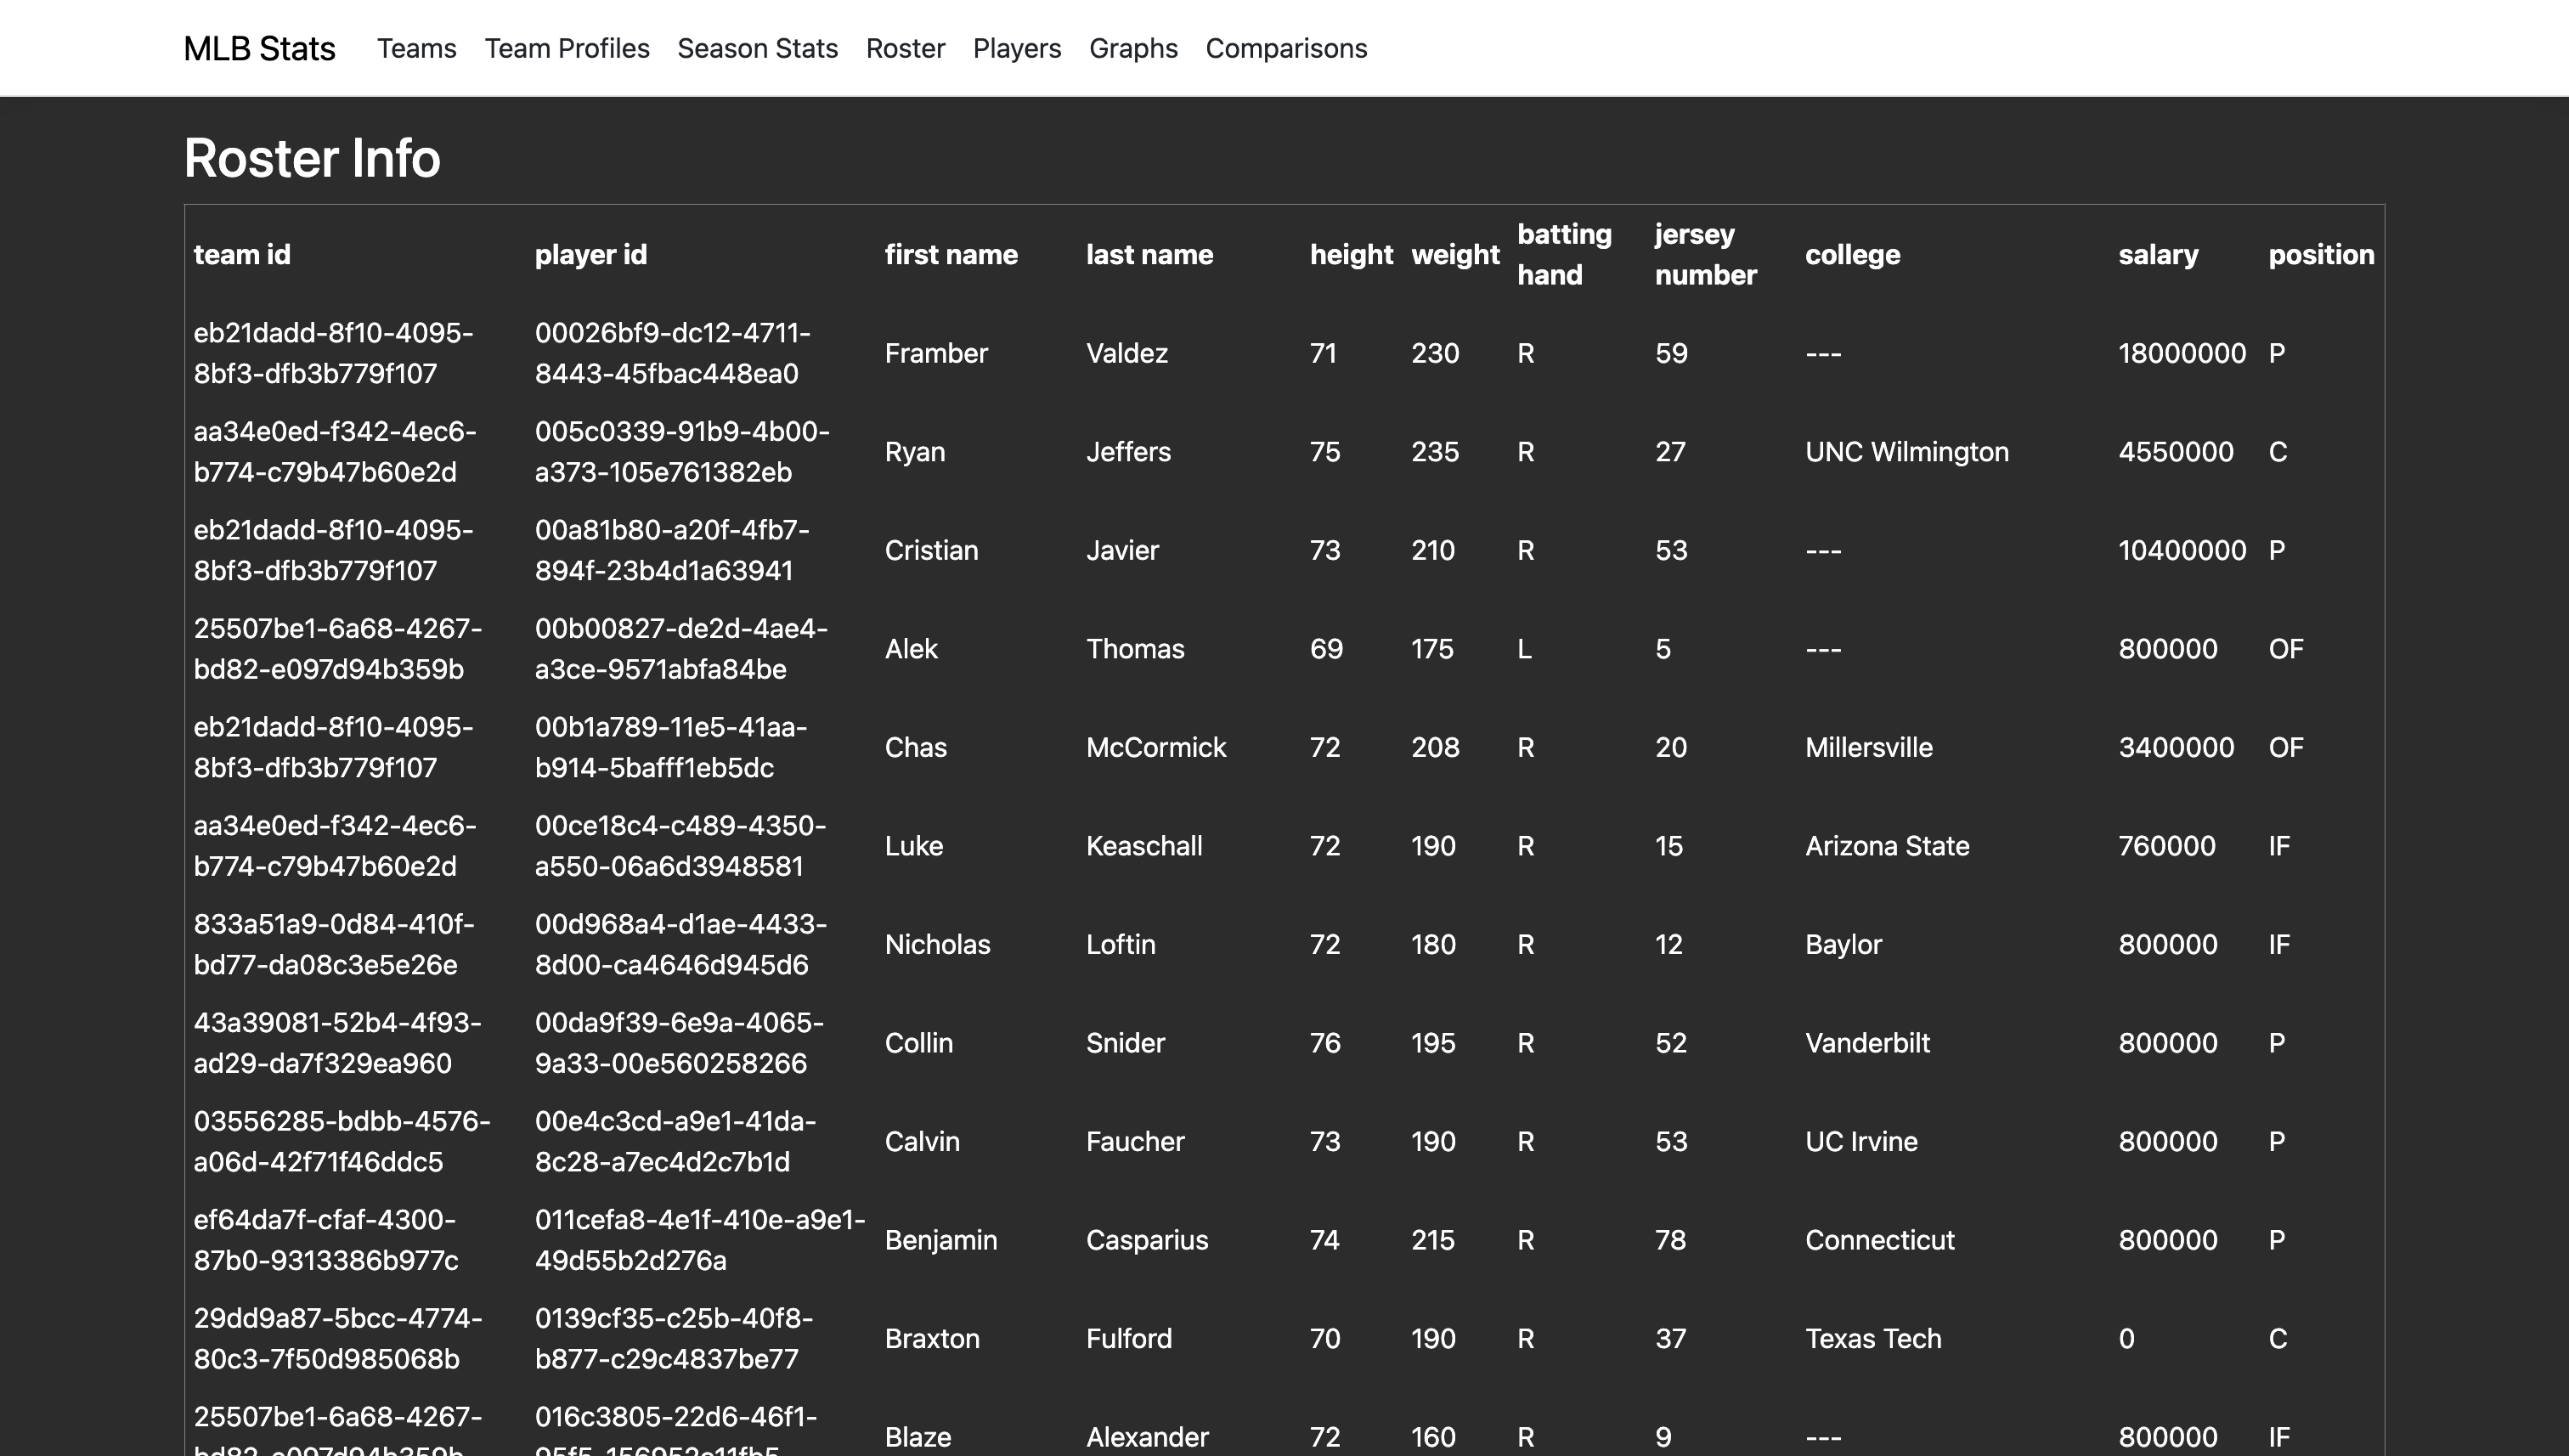 MLB Stats Teams Team Profiles Season Stats Roster Players Graphs Comparisons
Roster Info
team id player id first name last name height weight batting hand jersey number college salary position
eb21dadd-8f10-4095-8bf3-dfb3b779f107 00026bf9-dc12-4711-8443-45fbac448ea0 Framber Valdez 71 230 R 59 --- 18000000 P
aa34e0ed-f342-4ec6-b774-c79b47b60e2d 005c0339-91b9-4b00-a373-105e761382eb Ryan Jeffers 75 235 R 27 UNC Wilmington 4550000 C
eb21dadd-8f10-4095-8bf3-dfb3b779f107 00a81b80-a20f-4fb7-894f-23b4d1a63941 Cristian Javier 73 210 R 53 --- 10400000 P
25507be1-6a68-4267-bd82-e097d94b359b 00b00827-de2d-4ae4-a3ce-9571abfa84be Alek Thomas 69 175 L 5 --- 800000 OF
eb21dadd-8f10-4095-8bf3-dfb3b779f107 00b1a789-11e5-41aa-b914-5bafff1eb5dc Chas McCormick 72 208 R 20 Millersville 3400000 OF
aa34e0ed-f342-4ec6-b774-c79b47b60e2d 00ce18c4-c489-4350-a550-06a6d3948581 Luke Keaschall 72 190 R 15 Arizona State 760000 IF
833a51a9-0d84-410f-bd77-da08c3e5e26e 00d968a4-d1ae-4433-8d00-ca4646d945d6 Nicholas Loftin 72 180 R 12 Baylor 800000 IF
43a39081-52b4-4f93-ad29-da7f329ea960 00da9f39-6e9a-4065-9a33-00e560258266 Collin Snider 76 195 R 52 Vanderbilt 800000 P
03556285-bdbb-4576-a06d-42f71f46ddc5 00e4c3cd-a9e1-41da-8c28-a7ec4d2c7b1d Calvin Faucher 73 190 R 53 UC Irvine 800000 P
ef64da7f-cfaf-4300-87b0-9313386b977c 011cefa8-4e1f-410e-a9e1-49d55b2d276a Benjamin Casparius 74 215 R 78 Connecticut 800000 P
29dd9a87-5bcc-4774-80c3-7f50d985068b 0139cf35-c25b-40f8-b877-c29c4837be77 Braxton Fulford 70 190 R 37 Texas Tech 0 C
25507be1-6a68-4267- 016c3805-22d6-46f1- Blaze Alexander 72 160 R 9 --- 800000 IF